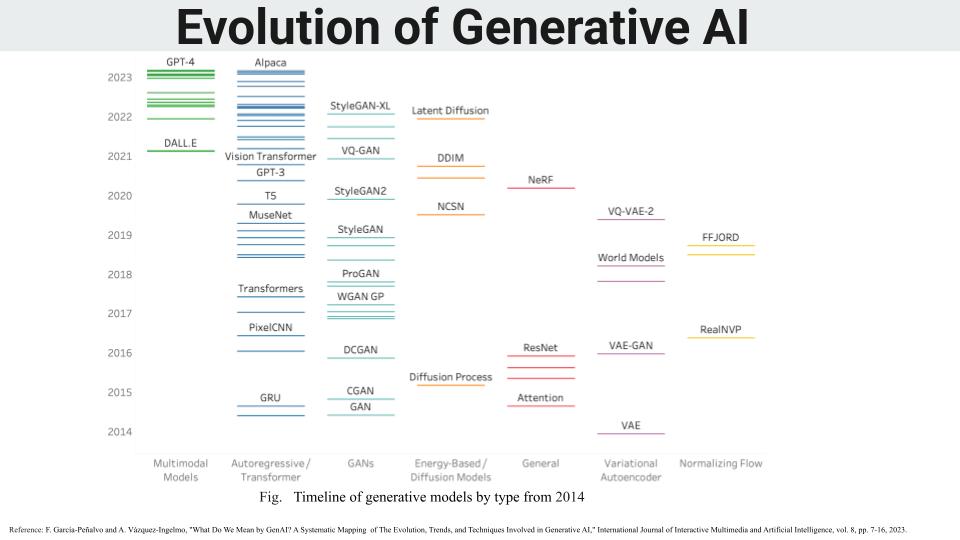 Evolution of Generative AI
GPT-4
Alpaca
2023
StyleGAN-XL
Latent Diffusion
2022
DALL.E
VQ-GAN
2021
Vision Transformer
DDIM
GPT-3
NeRF
2020
T5
StyleGAN2
NCSN
MuseNet
VQ-VAE-2
2019
StyleGAN
FFJORD
World Models
2018
ProGAN
Transformers
WGAN GP
2017
PixelCNN
RealNVP
2016
DCGAN
ResNet
VAE-GAN
Diffusion Process
2015
CGAN
GRU
Attention
GAN
2014
VAE
Multimodal
Models
Autoregressive /
Transformer
GANs
Energy-Based /
Diffusion Models
General
Variational
Autoencoder
Normalizing Flow
Fig. Timeline of generative models by type from 2014
Reference: F. García-Peñalvo and A. Vázquez-Ingelmo, "What Do We Mean by GenAI? A Systematic Mapping of The Evolution, Trends, and Techniques Involved in Generative AI," International Journal of Interactive Multimedia and Artificial Intelligence, vol. 8, pp. 7-16, 2023.